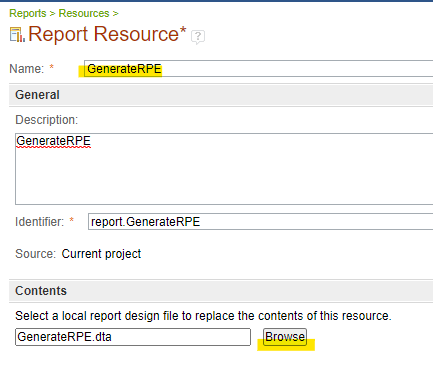 Reports > Resources >
Report Resource*
Name: * GenerateRPE
General
Description:
GenerateRPE
Identifier: * report.GenerateRPE
Source: Current project
Contents
Select a local report design file to replace the contents of this resource.
GenerateRPE.dta Browse